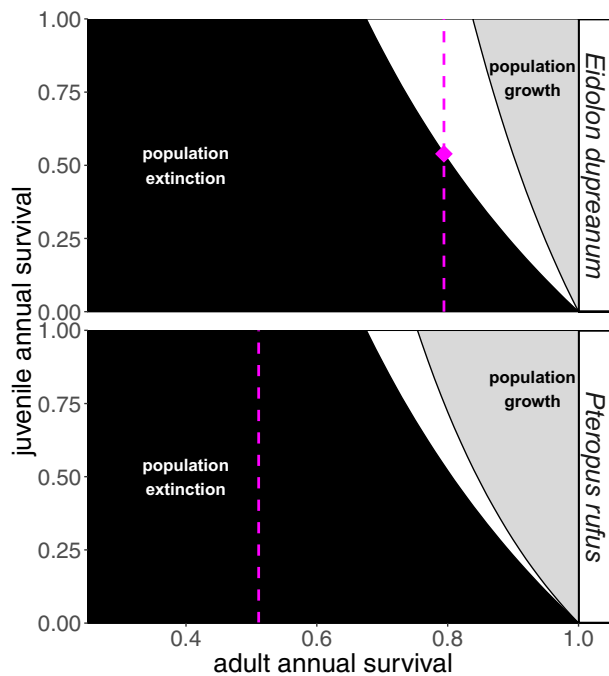 1.00
0.75
0.50
0.25
0.00
population
extinction
population
growth
Eidolon dupreanum
1.00
0.75
0.50
0.25
0.00
population
extinction
population
growth
Pteropus rufus
juvenile annual survival
0.4
0.6
0.8
1.0
adult annual survival